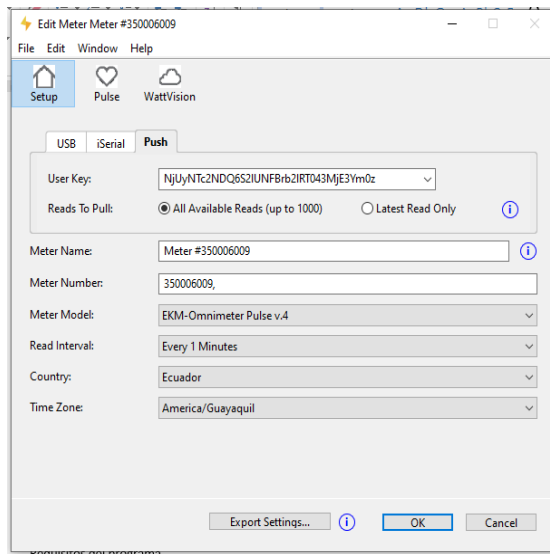 Edit Meter Meter #350006009
File Edit Window Help
Setup Pulse WattVision
USB iSerial Push
User Key: NjUyNTc2NDQ6S2lUNFBrb2lRT043MjE3Ym0z
Reads To Pull: All Available Reads (up to 1000) Latest Read Only
Meter Name: Meter #350006009
Meter Number: 350006009,
Meter Model: EKM-Omnimeter Pulse v.4
Read Interval: Every 1 Minutes
Country: Ecuador
Time Zone: America/Guayaquil
Export Settings... OK Cancel
Requisitos del programa